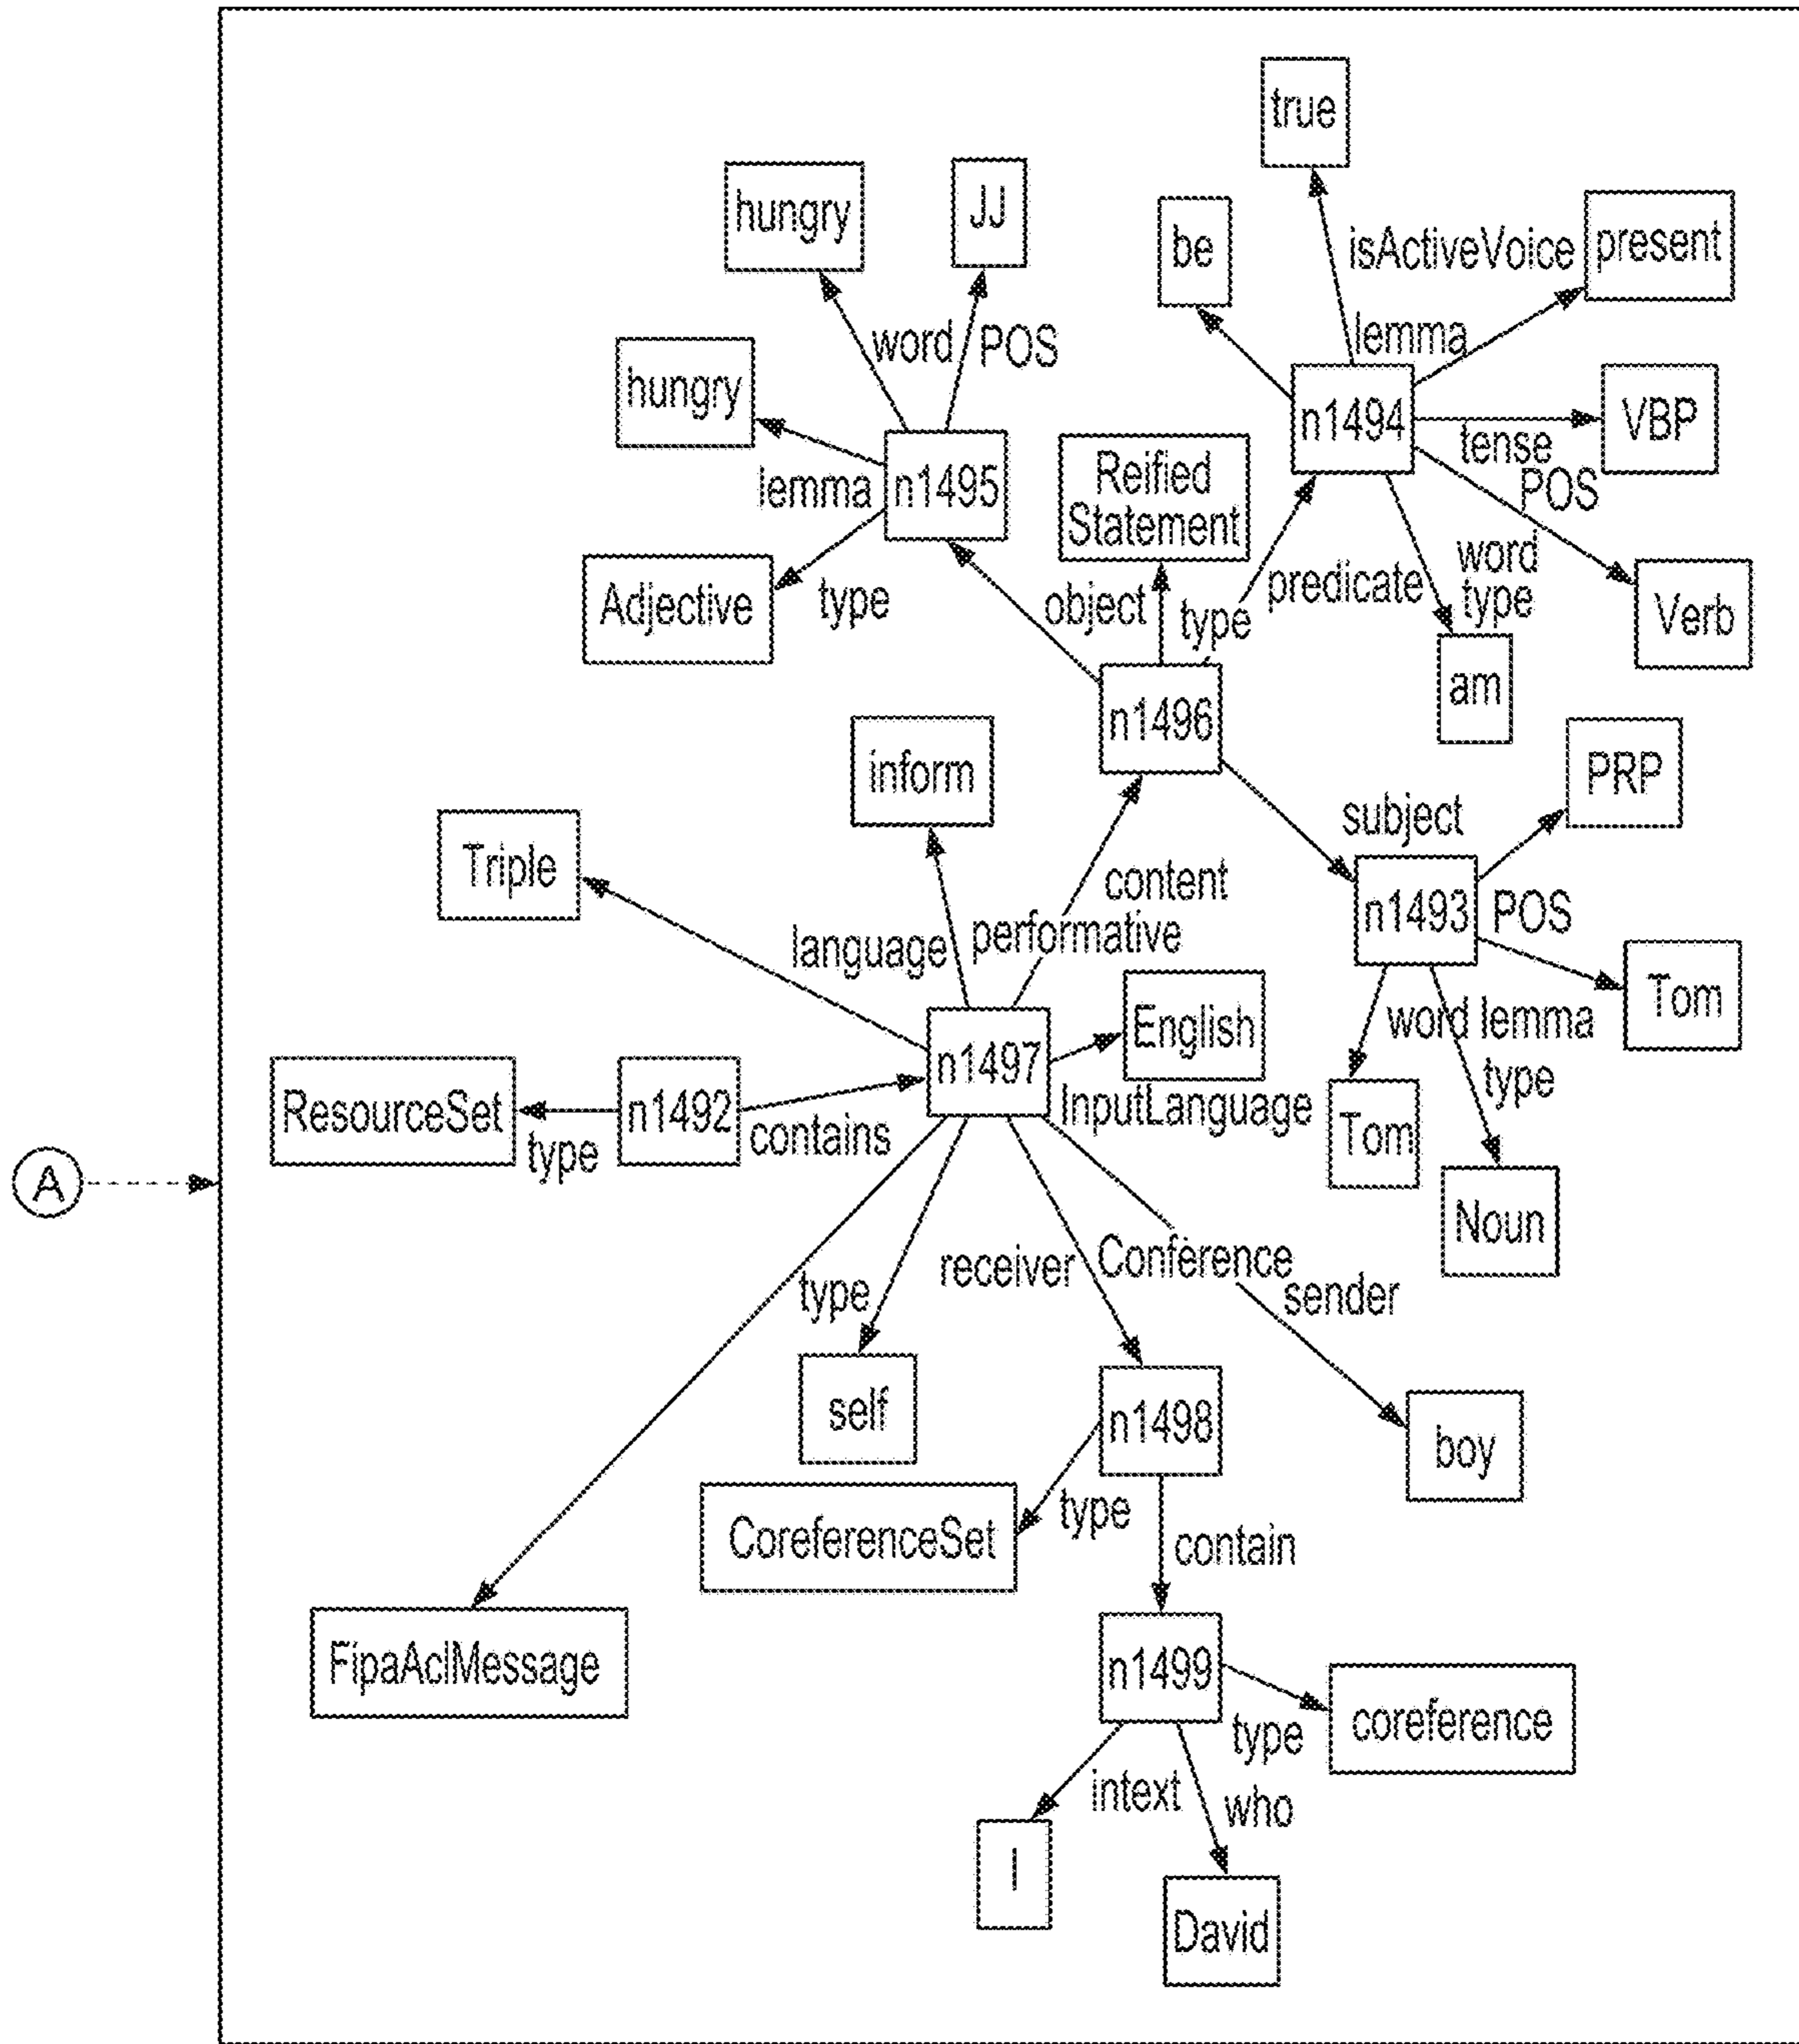 true
hungry
JJ
be
isActiveVoice
present
word
POS
lemma
hungry
n1494
VBP
lemma
n1495
Reified
Statement
tense
POS
Adjective
type
object
type
predicate
word
type
Verb
am
n1496
inform
PRP
Triple
subject
content
n1493
POS
language
performative
Tom
English
word
lemma
type
n1497
ResourceSet
type
n1492
contains
InputLanguage
Tom
A
Noun
type
receiver
Conference
sender
self
n1498
boy
CoreferenceSet
type
contain
FipaAclMessage
n1499
coreference
type
intext
who
I
David